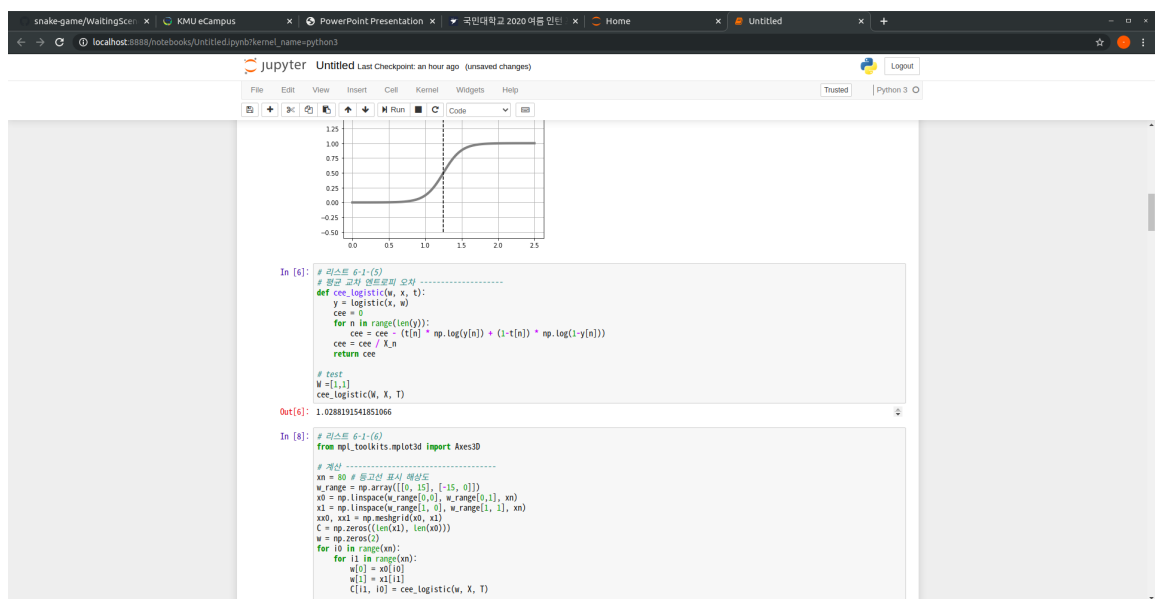 snake-game/WaitingScen
KMU eCampus
PowerPoint Presentation
국민대학교 2020 여름 인턴
Home
Untitled
localhost:8888/notebooks/Untitled.ipynb?kernel_name=python3
jupyter Untitled Last Checkpoint: an hour ago (unsaved changes)
Logout
File Edit View Insert Cell Kernel Widgets Help
Trusted
Python 3
Run
Code
1.25
1.00
0.75
0.50
0.25
0.00
−0.25
−0.50
0.0 0.5 1.0 1.5 2.0 2.5
In [6]: # 리스트 6-1-(5)
# 평균 교차 엔트로피 오차 --------------------
def cee_logistic(w, x, t):
y = logistic(x, w)
cee = 0
for n in range(len(y)):
cee = cee - (t[n] * np.log(y[n]) + (1-t[n]) * np.log(1-y[n]))
cee = cee / X_n
return cee
# test
W =[1,1]
cee_logistic(W, X, T)
Out[6]: 1.0288191541851066
In [8]: # 리스트 6-1-(6)
from mpl_toolkits.mplot3d import Axes3D
# 계산 ------------------------------------
xn = 80 # 등고선 표시 해상도
w_range = np.array([[0, 15], [-15, 0]])
x0 = np.linspace(w_range[0,0], w_range[0,1], xn)
x1 = np.linspace(w_range[1, 0], w_range[1, 1], xn)
xx0, xx1 = np.meshgrid(x0, x1)
C = np.zeros((len(x1), len(x0)))
w = np.zeros(2)
for i0 in range(xn):
for i1 in range(xn):
w[0] = x0[i0]
w[1] = x1[i1]
C[i1, i0] = cee_logistic(w, X, T)